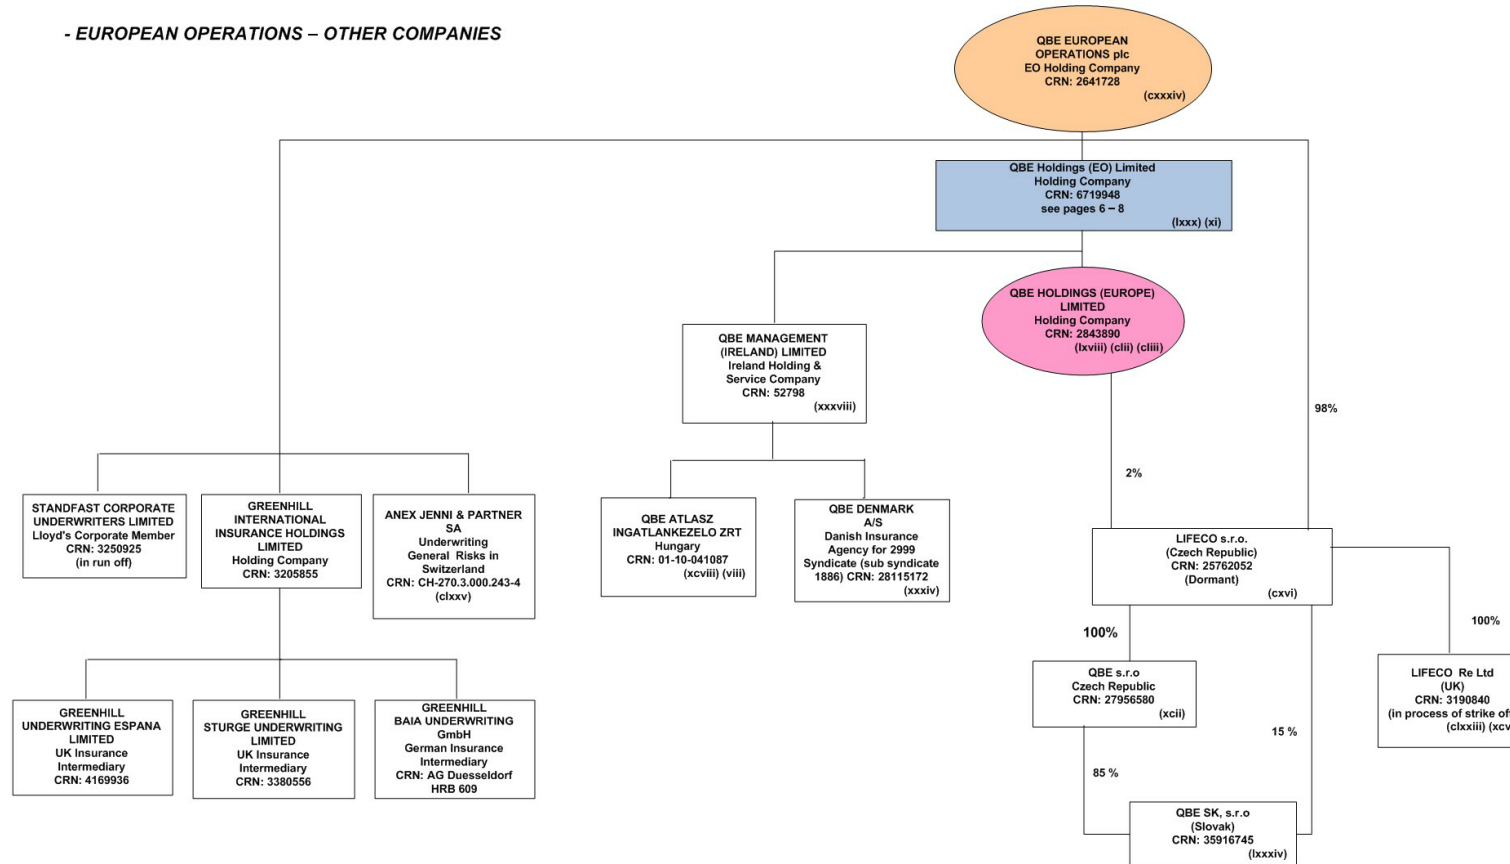 - EUROPEAN OPERATIONS – OTHER COMPANIES
QBE EUROPEAN
OPERATIONS plc
EO Holding Company
CRN: 2641728
(cxxxiv)
QBE Holdings (EO) Limited
Holding Company
CRN: 6719948
see pages 6 – 8
(lxxx) (xi)
QBE HOLDINGS (EUROPE)
LIMITED
Holding Company
CRN: 2843890
(lxviii) (clii) (cliii)
QBE MANAGEMENT
(IRELAND) LIMITED
Ireland Holding &
Service Company
CRN: 52798
(xxxviii)
98%
2%
STANDFAST CORPORATE
UNDERWRITERS LIMITED
Lloyd's Corporate Member
CRN: 3250925
(in run off)
GREENHILL
INTERNATIONAL
INSURANCE HOLDINGS
LIMITED
Holding Company
CRN: 3205855
ANEX JENNI & PARTNER
SA
Underwriting
General Risks in
Switzerland
CRN: CH-270.3.000.243-4
(clxxv)
QBE ATLASZ
INGATLANKEZELO ZRT
Hungary
CRN: 01-10-041087
(xcviii) (viii)
QBE DENMARK
A/S
Danish Insurance
Agency for 2999
Syndicate (sub syndicate
1886) CRN: 28115172
(xxxiv)
LIFECO s.r.o.
(Czech Republic)
CRN: 25762052
(Dormant)
(cxvi)
100%
100%
QBE s.r.o
Czech Republic
CRN: 27956580
(xcii)
LIFECO Re Ltd
(UK)
CRN: 3190840
(in process of strike of
(clxxiii) (xcv
15 %
85 %
GREENHILL
UNDERWRITING ESPANA
LIMITED
UK Insurance
Intermediary
CRN: 4169936
GREENHILL
STURGE UNDERWRITING
LIMITED
UK Insurance
Intermediary
CRN: 3380556
GREENHILL
BAIA UNDERWRITING
GmbH
German Insurance
Intermediary
CRN: AG Duesseldorf
HRB 609
QBE SK, s.r.o
(Slovak)
CRN: 35916745
(lxxxiv)